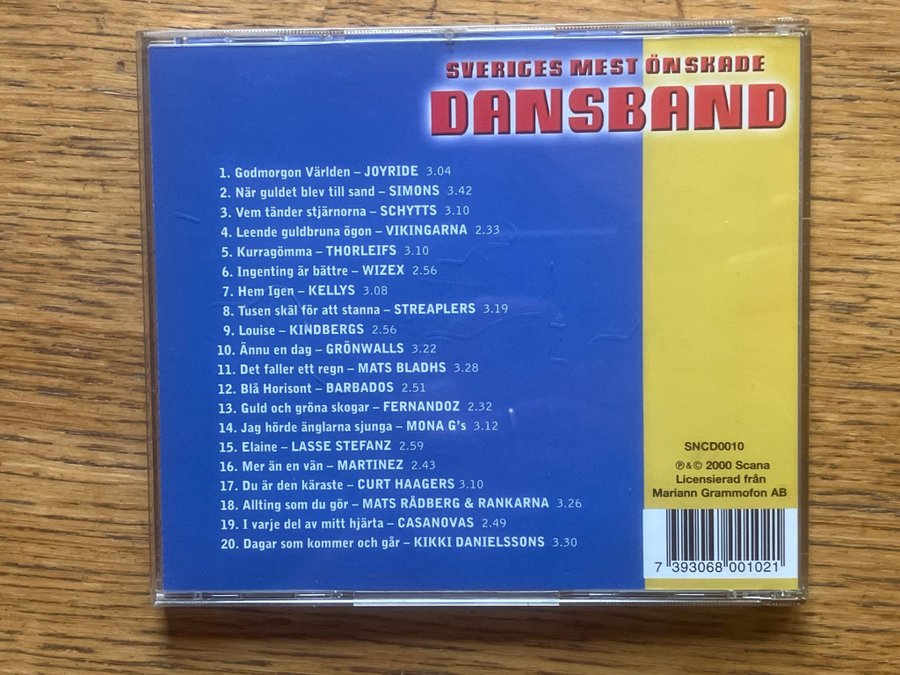 SVERIGES MEST ÖNSKADE
DANSBAND
1. Godmorgon Världen – JOYRIDE 3.04
2. När guldet blev till sand – SIMONS 3.42
3. Vem tänder stjärnorna – SCHYTTS 3.10
4. Leende guldbruna ögon – VIKINGARNA 2.33
5. Kurragömma – THORLEIFS 3.10
6. Ingenting är bättre – WIZEX 2.56
7. Hem Igen – KELLYS 3.08
8. Tusen skäl för att stanna – STREAPLERS 3.19
9. Louise – KINDBERGS 2.56
10. Ännu en dag – GRÖNWALLS 3.22
11. Det faller ett regn – MATS BLADHS 3.28
12. Blå Horisont – BARBADOS 2.51
13. Guld och gröna skogar – FERNANDOZ 2.32
14. Jag hörde änglarna sjunga – MONA G's 3.12
15. Elaine – LASSE STEFANZ 2.59
16. Mer än en vän – MARTINEZ 2.43
17. Du är den käraste – CURT HAAGERS 3.10
18. Allting som du gör – MATS RÅDBERG & RANKARNA 3.26
19. I varje del av mitt hjärta – CASANOVAS 2.49
20. Dagar som kommer och går – KIKKI DANIELSSONS 3.30
SNCD0010
℗ & © 2000 Scana
Licensierad från
Mariann Grammofon AB
7 393068 001021